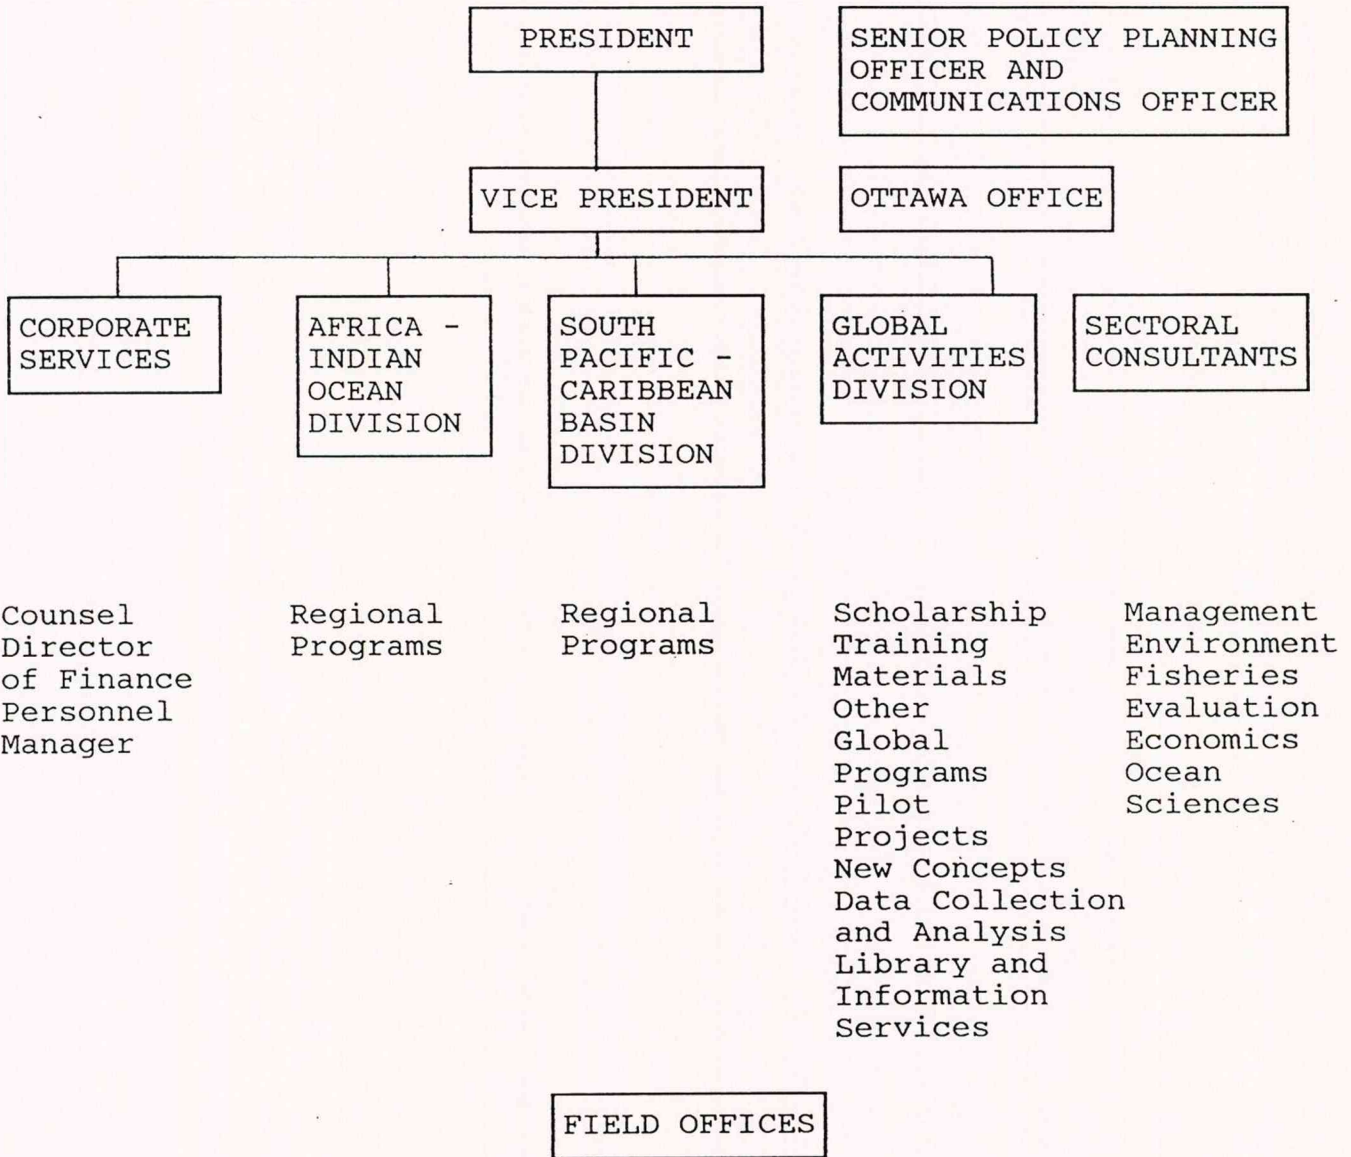 PRESIDENT
SENIOR POLICY PLANNING
OFFICER AND
COMMUNICATIONS OFFICER
VICE PRESIDENT
OTTAWA OFFICE
CORPORATE
SERVICES
AFRICA -
INDIAN
OCEAN
DIVISION
SOUTH
PACIFIC -
CARIBBEAN
BASIN
DIVISION
GLOBAL
ACTIVITIES
DIVISION
SECTORAL
CONSULTANTS
Counsel
Director
of Finance
Personnel
Manager
Regional
Programs
Regional
Programs
Scholarship
Training
Materials
Other
Global
Programs
Pilot
Projects
New Concepts
Data Collection
and Analysis
Library and
Information
Services
Management
Environment
Fisheries
Evaluation
Economics
Ocean
Sciences
FIELD OFFICES